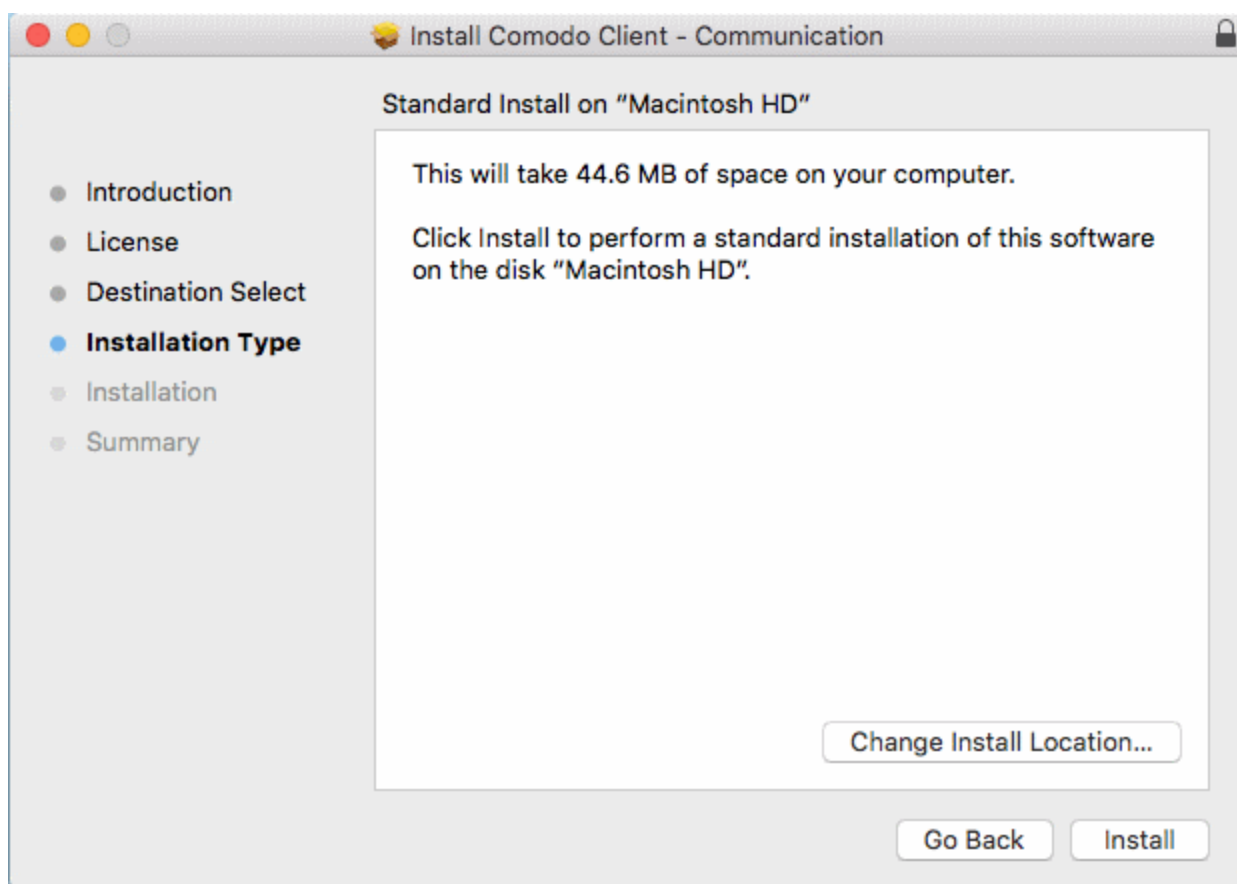 Install Comodo Client - Communication
Standard Install on “Macintosh HD”
Introduction
License
Destination Select
Installation Type
Installation
Summary
This will take 44.6 MB of space on your computer.
Click Install to perform a standard installation of this software
on the disk “Macintosh HD”.
Change Install Location...
Go Back
Install